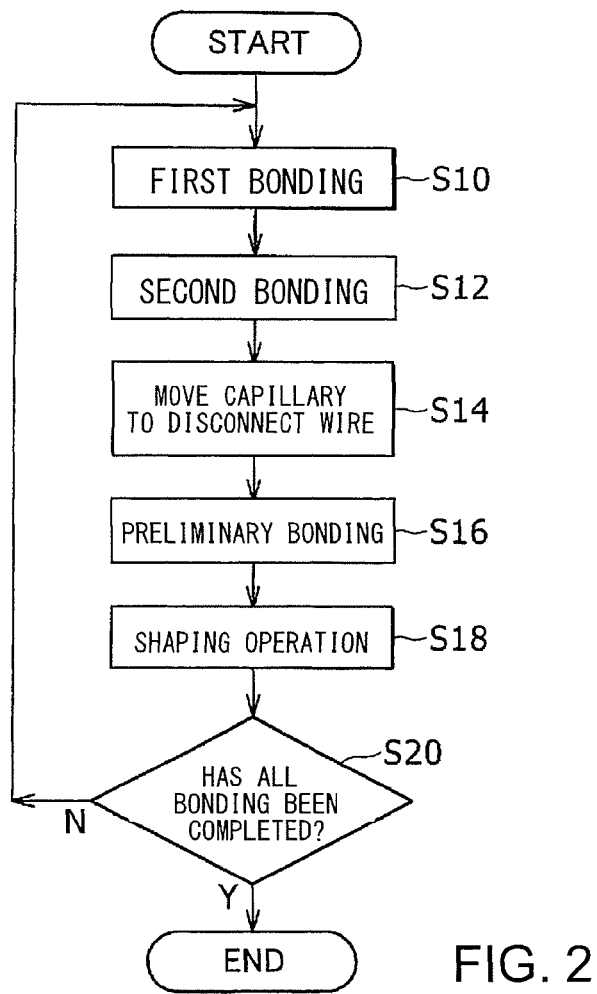 START
FIRST BONDING
S10
SECOND BONDING
S12
MOVE CAPILLARY
TO DISCONNECT WIRE
S14
PRELIMINARY BONDING
S16
SHAPING OPERATION
S18
S20
HAS ALL
BONDING BEEN
COMPLETED?
N
Y
END
FIG. 2